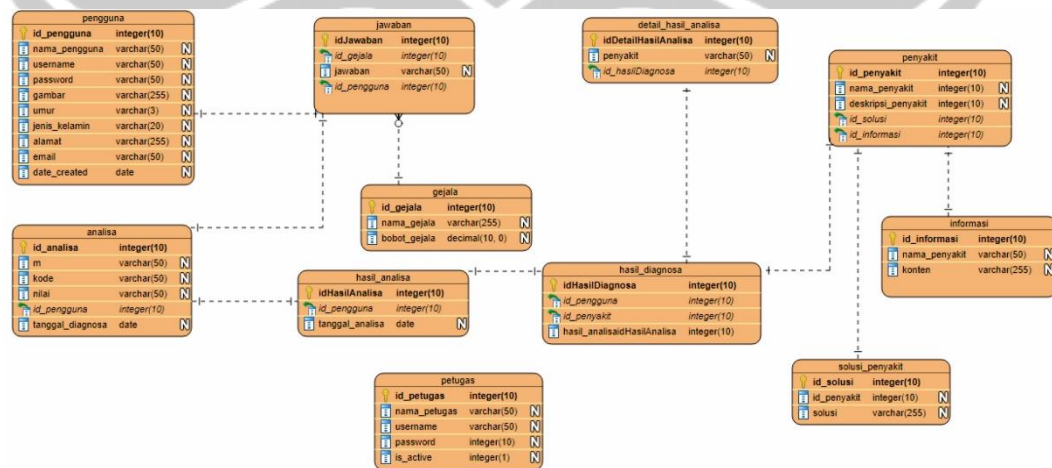 pengguna
id_pengguna integer(10)
nama_pengguna varchar(50) N
username varchar(50) N
password varchar(50) N
gambar varchar(255) N
umur varchar(3) N
jenis_kelamin varchar(20) N
alamat varchar(255) N
email varchar(50) N
date_created date N
jawaban
idJawaban integer(10)
id_gejala integer(10)
jawaban varchar(50) N
id_pengguna integer(10)
detail_hasil_analisa
idDetailHasilAnalisa integer(10)
penyakit varchar(50) N
id_hasilDiagnosa integer(10)
penyakit
id_penyakit integer(10)
nama_penyakit integer(10) N
deskripsi_penyakit integer(10) N
id_solusi integer(10)
id_informasi integer(10)
gejala
id_gejala integer(10)
nama_gejala varchar(255) N
bobot_gejala decimal(10, 0) N
analisa
id_analisa integer(10)
m varchar(50) N
kode varchar(50) N
nilai varchar(50) N
id_pengguna integer(10)
tanggal_diagnosa date N
hasil_analisa
idHasilAnalisa integer(10)
id_pengguna integer(10)
tanggal_analisa date N
hasil_diagnosa
idHasilDiagnosa integer(10)
id_pengguna integer(10)
id_penyakit integer(10)
hasil_analisaidHasilAnalisa integer(10)
informasi
id_informasi integer(10)
nama_penyakit varchar(50) N
konten varchar(255) N
petugas
id_petugas integer(10)
nama_petugas varchar(50) N
username varchar(50) N
password integer(10) N
is_active integer(1) N
solusi_penyakit
id_solusi integer(10)
id_penyakit integer(10) N
solusi varchar(255) N